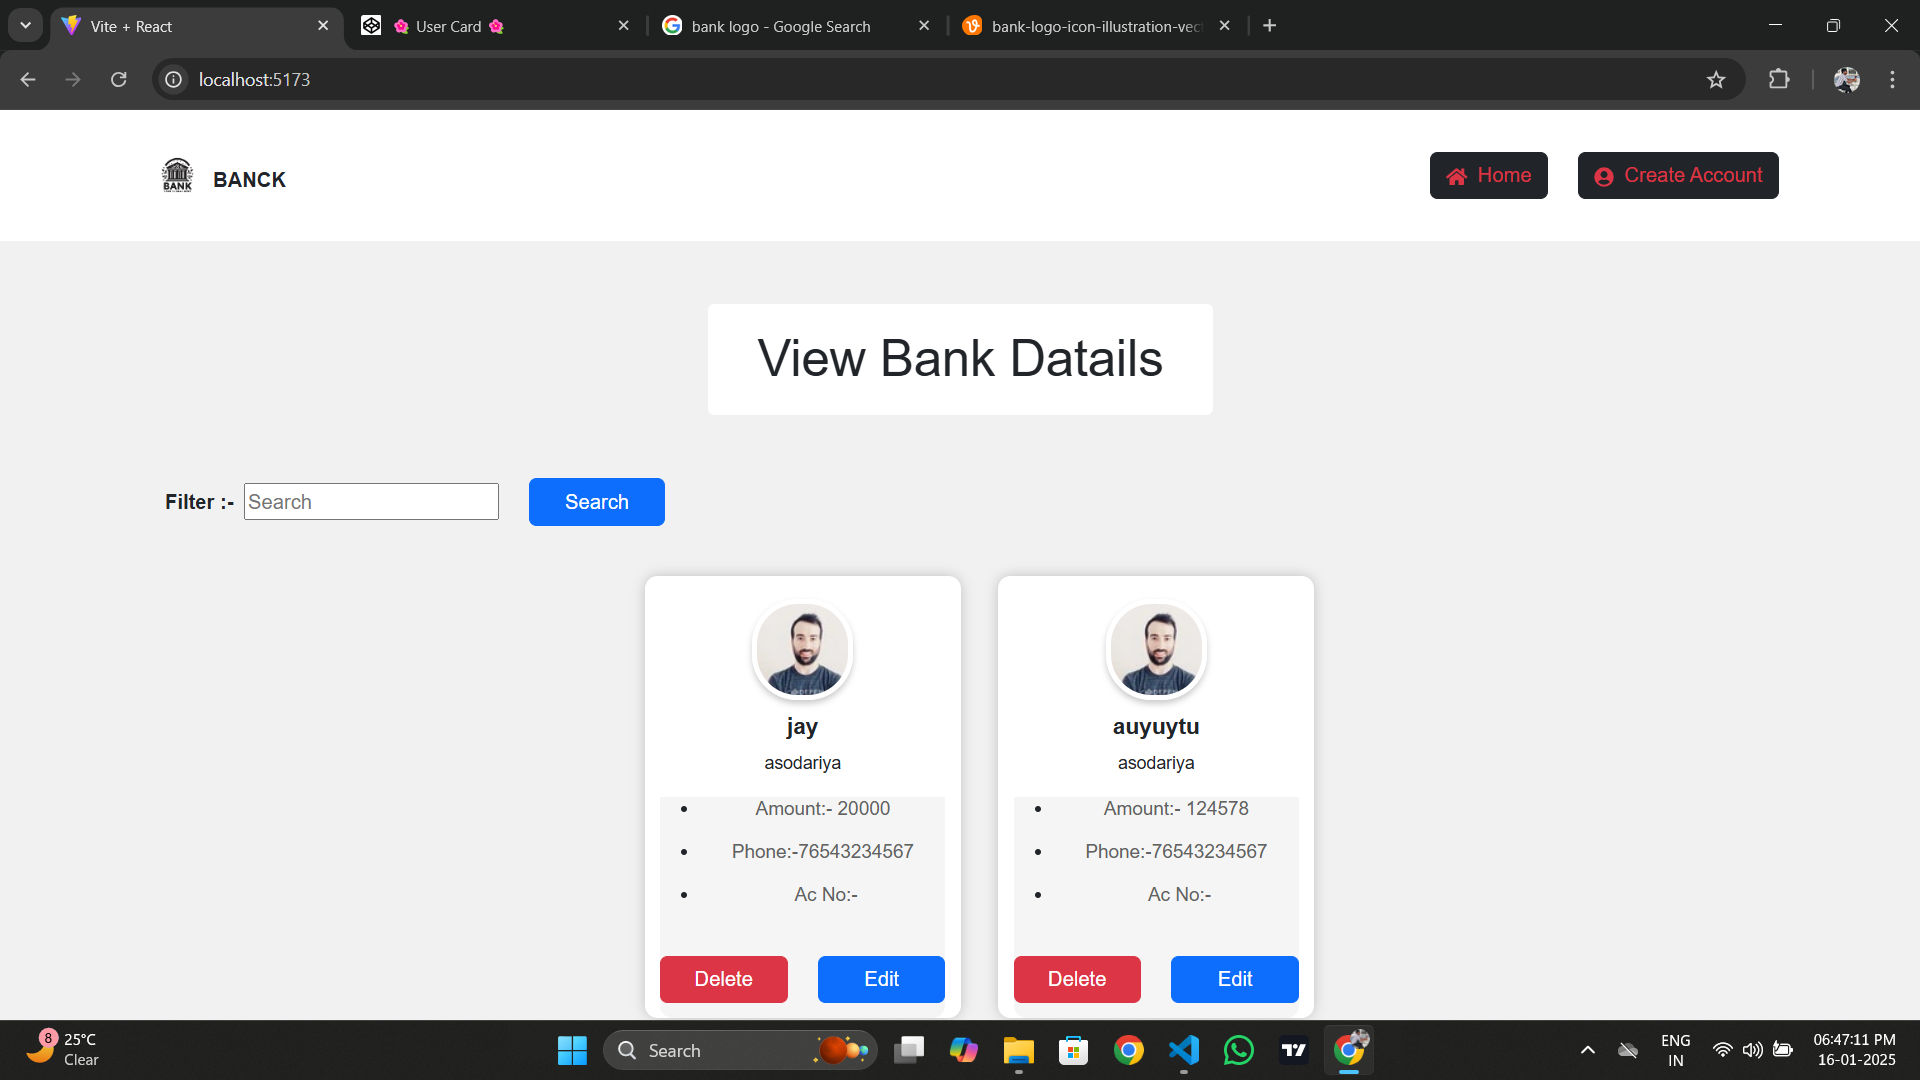 Vite + React
🌺 User Card 🌺
bank logo - Google Search
bank-logo-icon-illustration-vec
localhost:5173
BANK
BANCK
Home
Create Account
View Bank Datails
Filter :-
Search
Search
jay
asodariya
Amount:- 20000
Phone:-76543234567
Ac No:-
Delete
Edit
auyuytu
asodariya
Amount:- 124578
Phone:-76543234567
Ac No:-
Delete
Edit
8
25°C
Clear
Search
ENG
IN
06:47:11 PM
16-01-2025